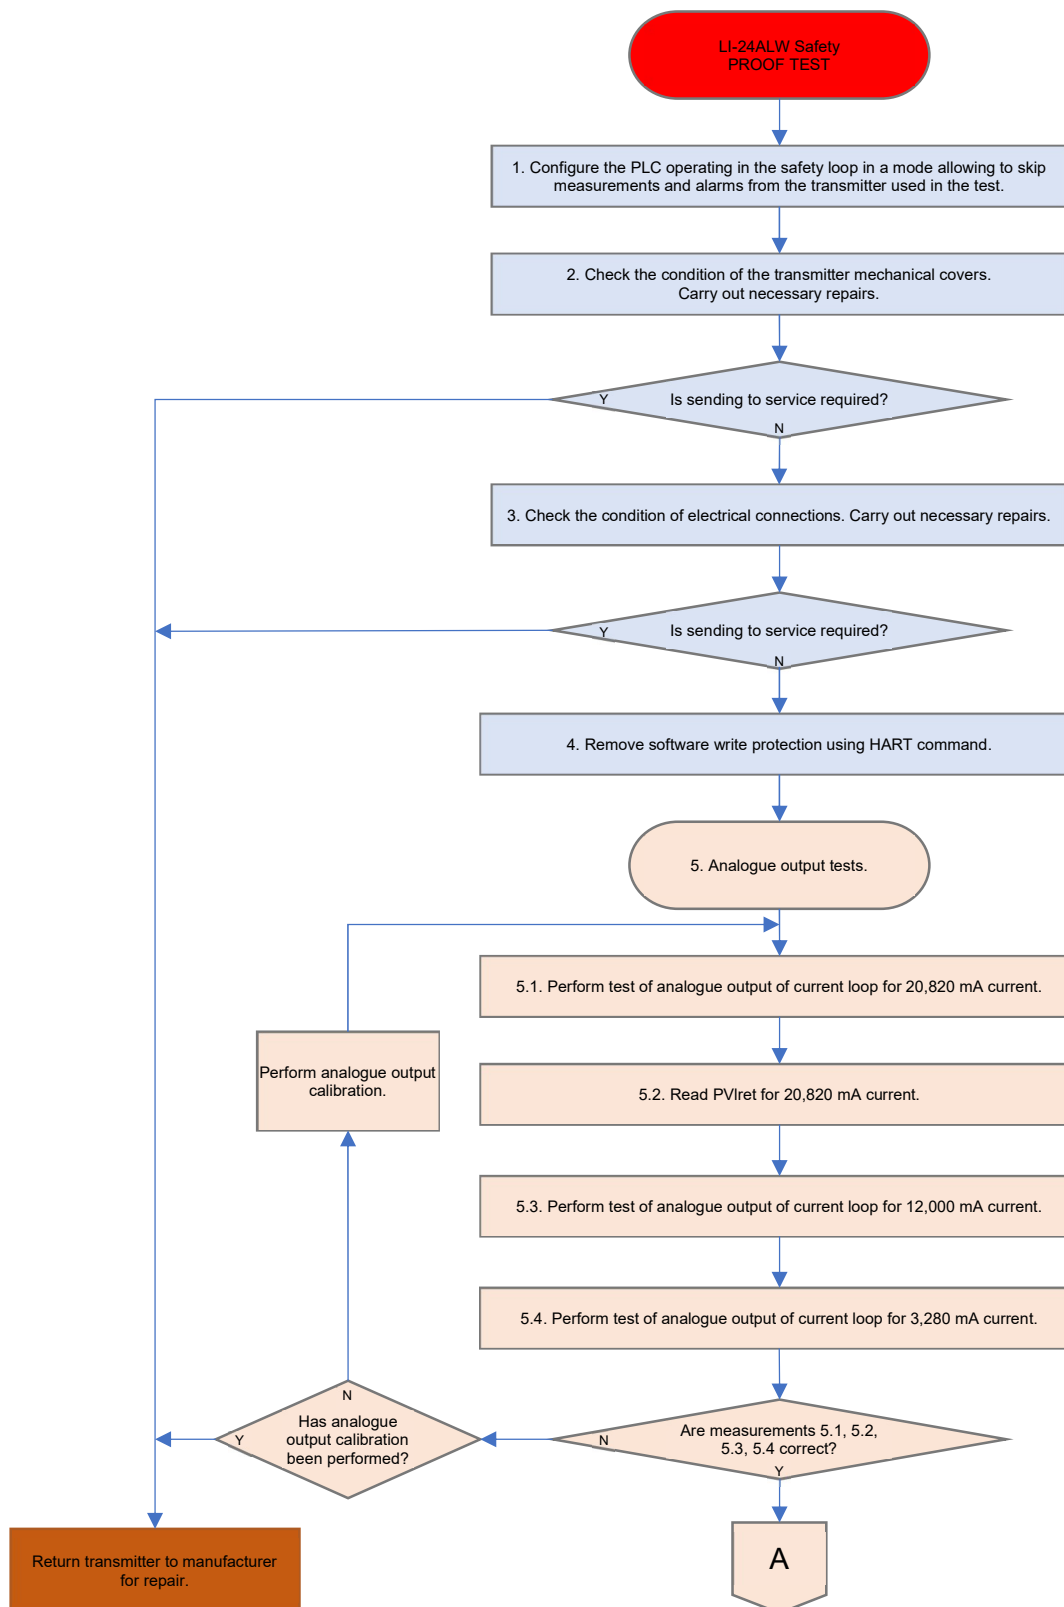 LI-24ALW Safety
PROOF TEST
1. Configure the PLC operating in the safety loop in a mode allowing to skip
measurements and alarms from the transmitter used in the test.
2. Check the condition of the transmitter mechanical covers.
Carry out necessary repairs.
Y
Is sending to service required?
N
3. Check the condition of electrical connections. Carry out necessary repairs.
Y
Is sending to service required?
N
4. Remove software write protection using HART command.
5. Analogue output tests.
5.1. Perform test of analogue output of current loop for 20,820 mA current.
Perform analogue output
calibration.
5.2. Read PVIret for 20,820 mA current.
5.3. Perform test of analogue output of current loop for 12,000 mA current.
5.4. Perform test of analogue output of current loop for 3,280 mA current.
N
Has analogue
output calibration
been performed?
Y
N
Are measurements 5.1, 5.2,
5.3, 5.4 correct?
Y
Return transmitter to manufacturer
for repair.
A